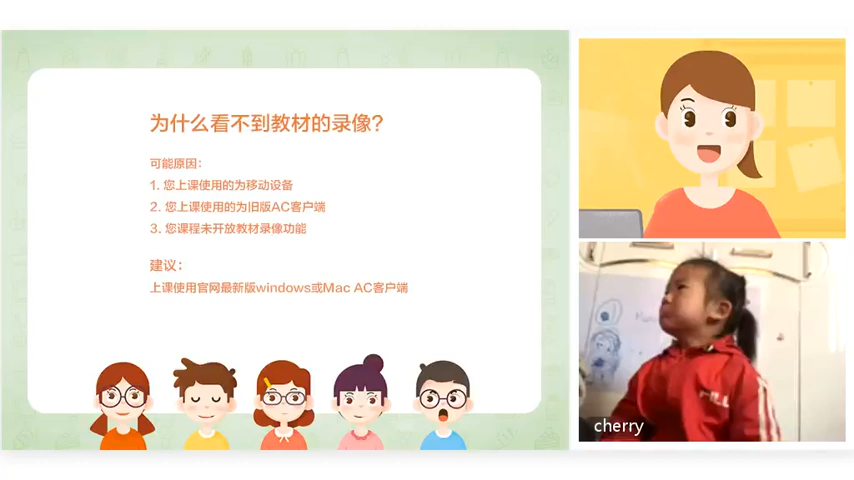 为什么看不到教材的录像?
可能原因:
1. 您上课使用的为移动设备
2. 您上课使用的为旧版AC客户端
3. 您课程未开放教材录像功能
建议:
上课使用官网最新版windows或Mac AC客户端
cherry